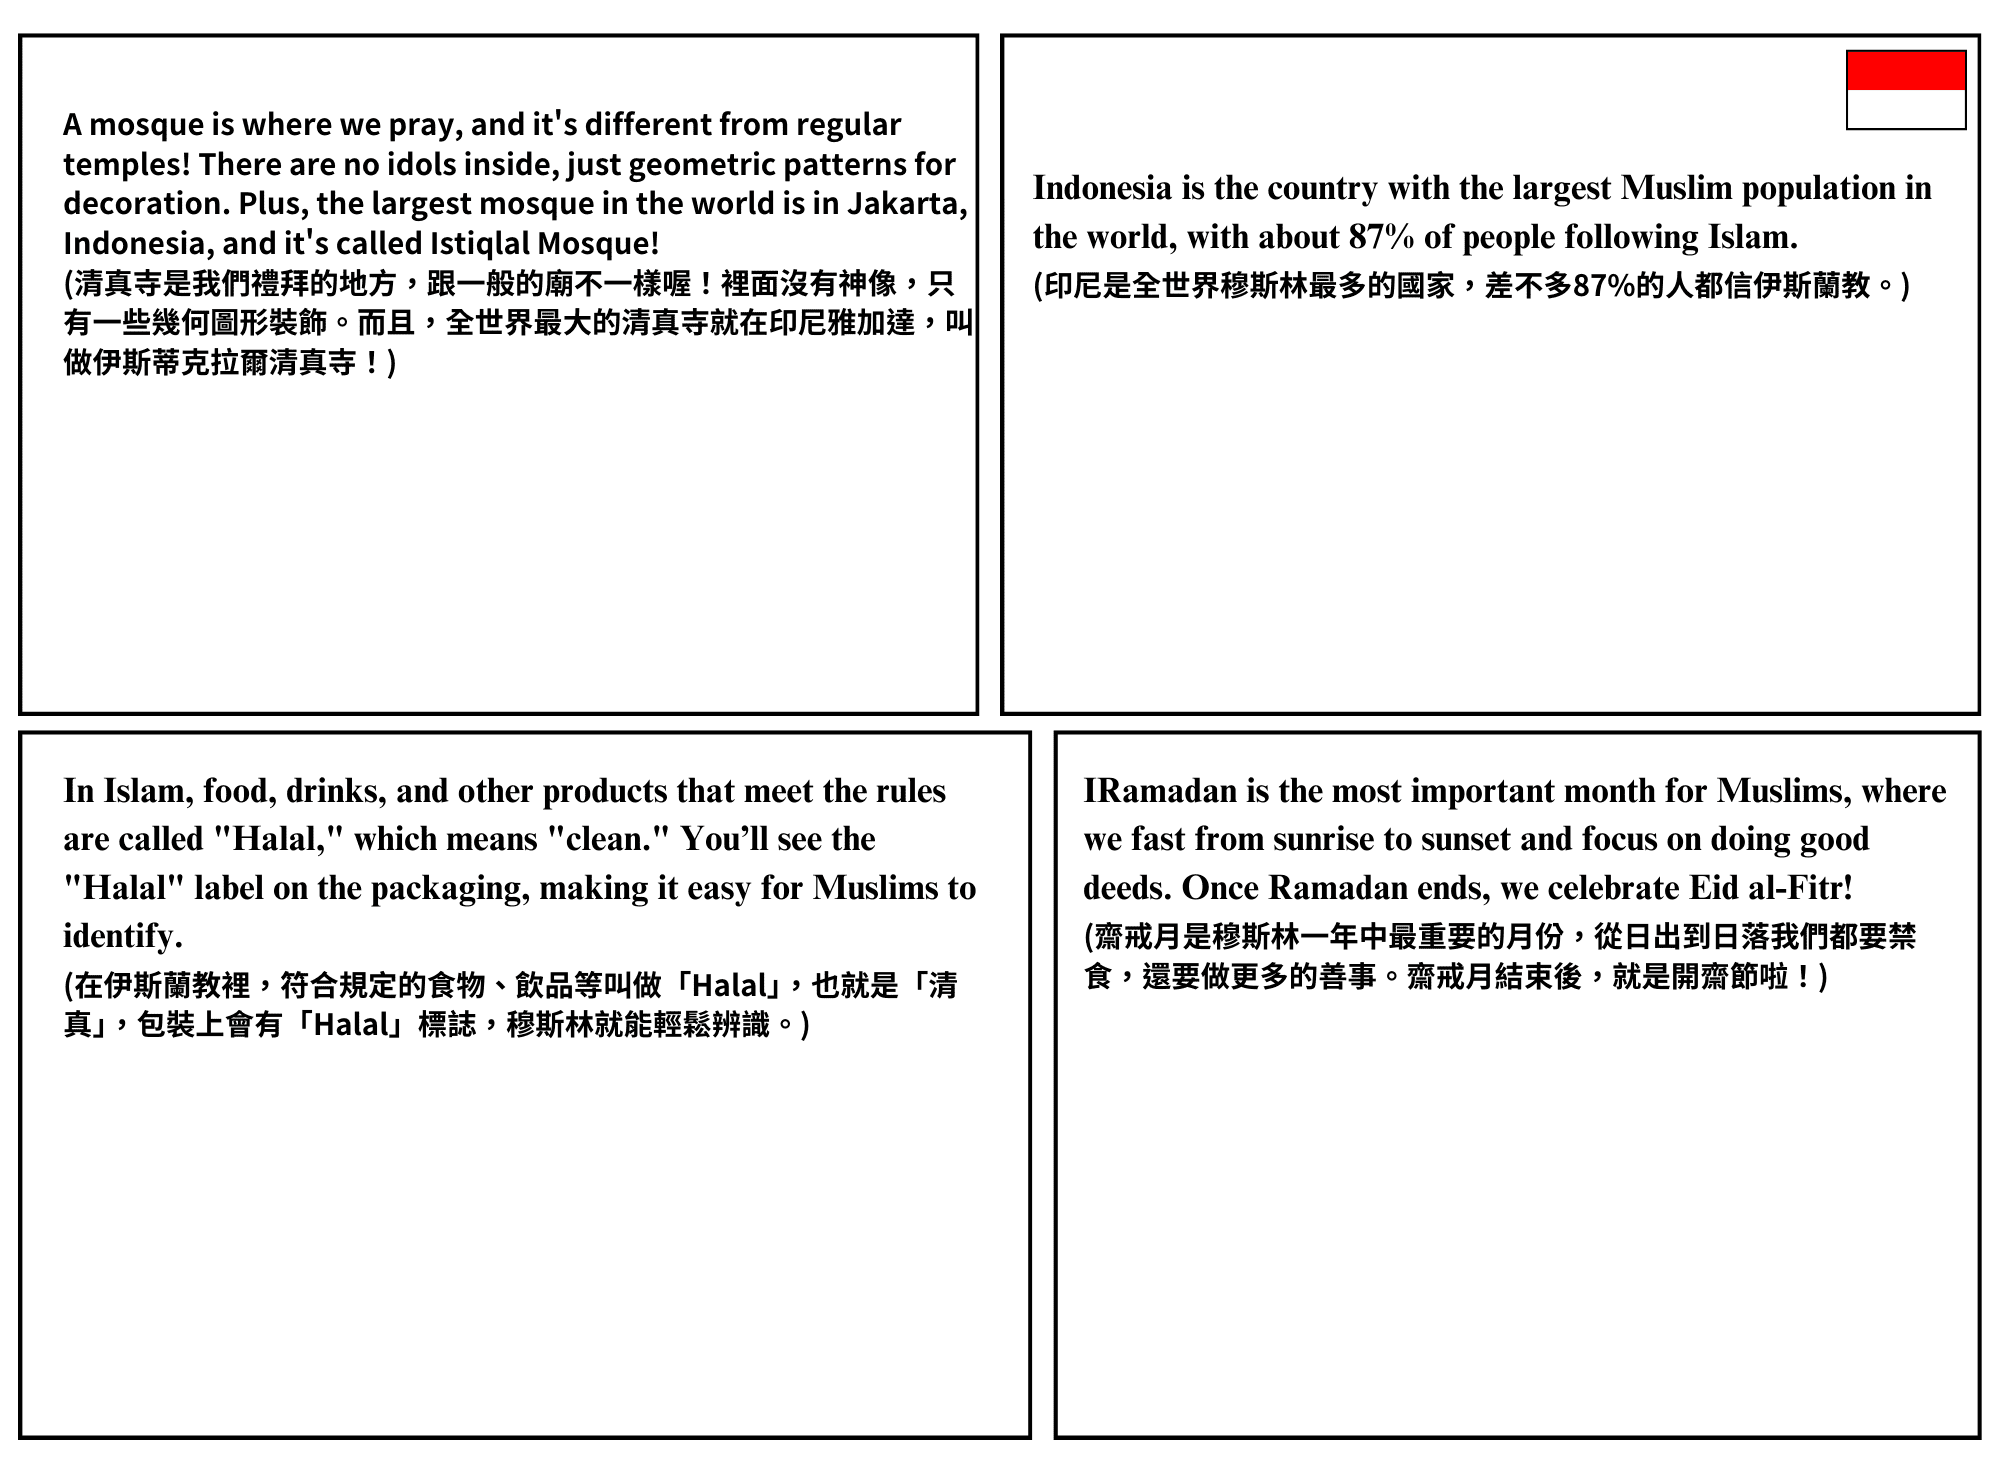 A mosque is where we pray, and it's different from regular
temples! There are no idols inside, just geometric patterns for
decoration. Plus, the largest mosque in the world is in Jakarta,
Indonesia, and it's called Istiqlal Mosque!
(清真寺是我們禮拜的地方，跟一般的廟不一樣喔！裡面沒有神像，只
有一些幾何圖形裝飾。而且，全世界最大的清真寺就在印尼雅加達，叫
做伊斯蒂克拉爾清真寺！)
Indonesia is the country with the largest Muslim population in
the world, with about 87% of people following Islam.
(印尼是全世界穆斯林最多的國家，差不多87%的人都信伊斯蘭教。)
In Islam, food, drinks, and other products that meet the rules
are called "Halal," which means "clean." You’ll see the
"Halal" label on the packaging, making it easy for Muslims to
identify.
(在伊斯蘭教裡，符合規定的食物、飲品等叫做「Halal」，也就是「清
真」，包裝上會有「Halal」標誌，穆斯林就能輕鬆辨識。)
IRamadan is the most important month for Muslims, where
we fast from sunrise to sunset and focus on doing good
deeds. Once Ramadan ends, we celebrate Eid al-Fitr!
(齋戒月是穆斯林一年中最重要的月份，從日出到日落我們都要禁
食，還要做更多的善事。齋戒月結束後，就是開齋節啦！)